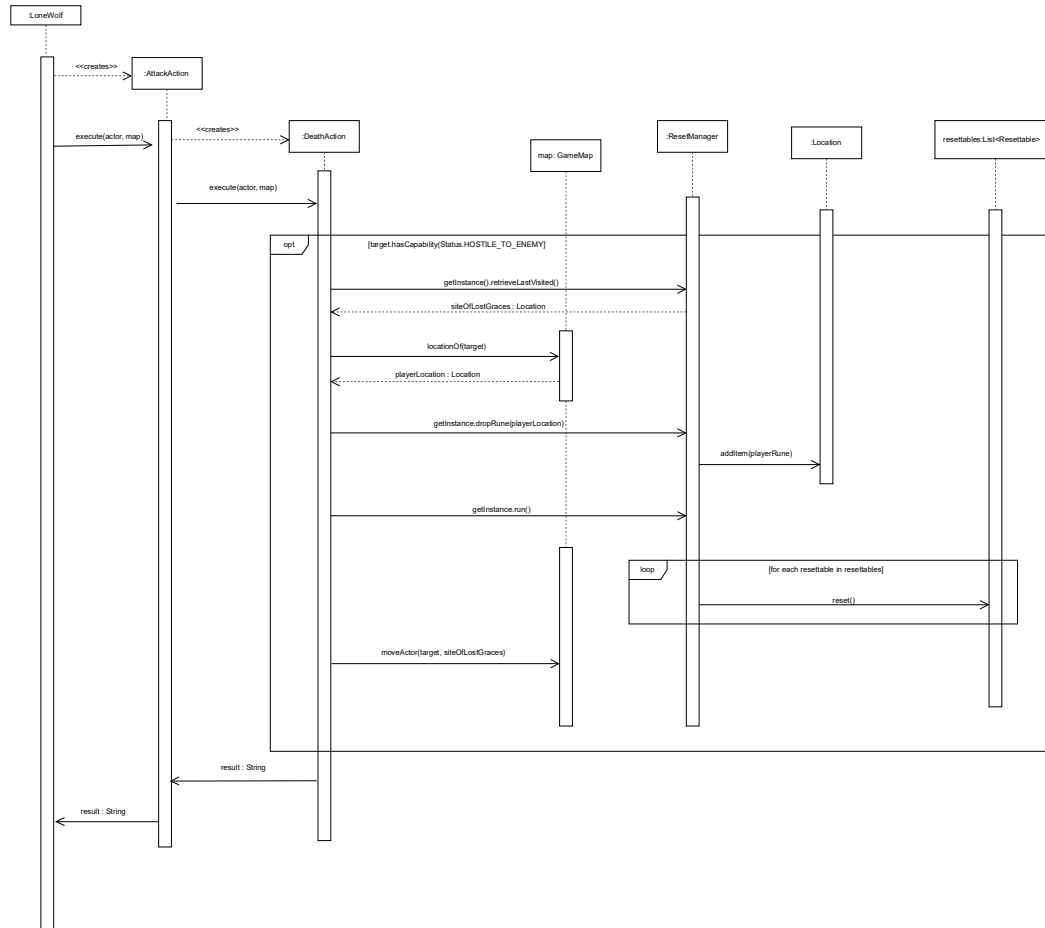 :LoneWolf
<<creates>>
:AttackAction
execute(actor, map)
<<creates>>
:DeathAction
map: GameMap
:ResetManager
:Location
resettables:List<Resettable>
execute(actor, map)
opt
[target.hasCapability(Status.HOSTILE_TO_ENEMY]
getInstance().retrieveLastVisited()
siteOfLostGraces : Location
locationOf(target)
playerLocation : Location
getInstance.dropRune(playerLocation)
addItem(playerRune)
getInstance.run()
loop
[for each resettable in resettables]
reset()
moveActor(target, siteOfLostGraces)
result : String
result : String